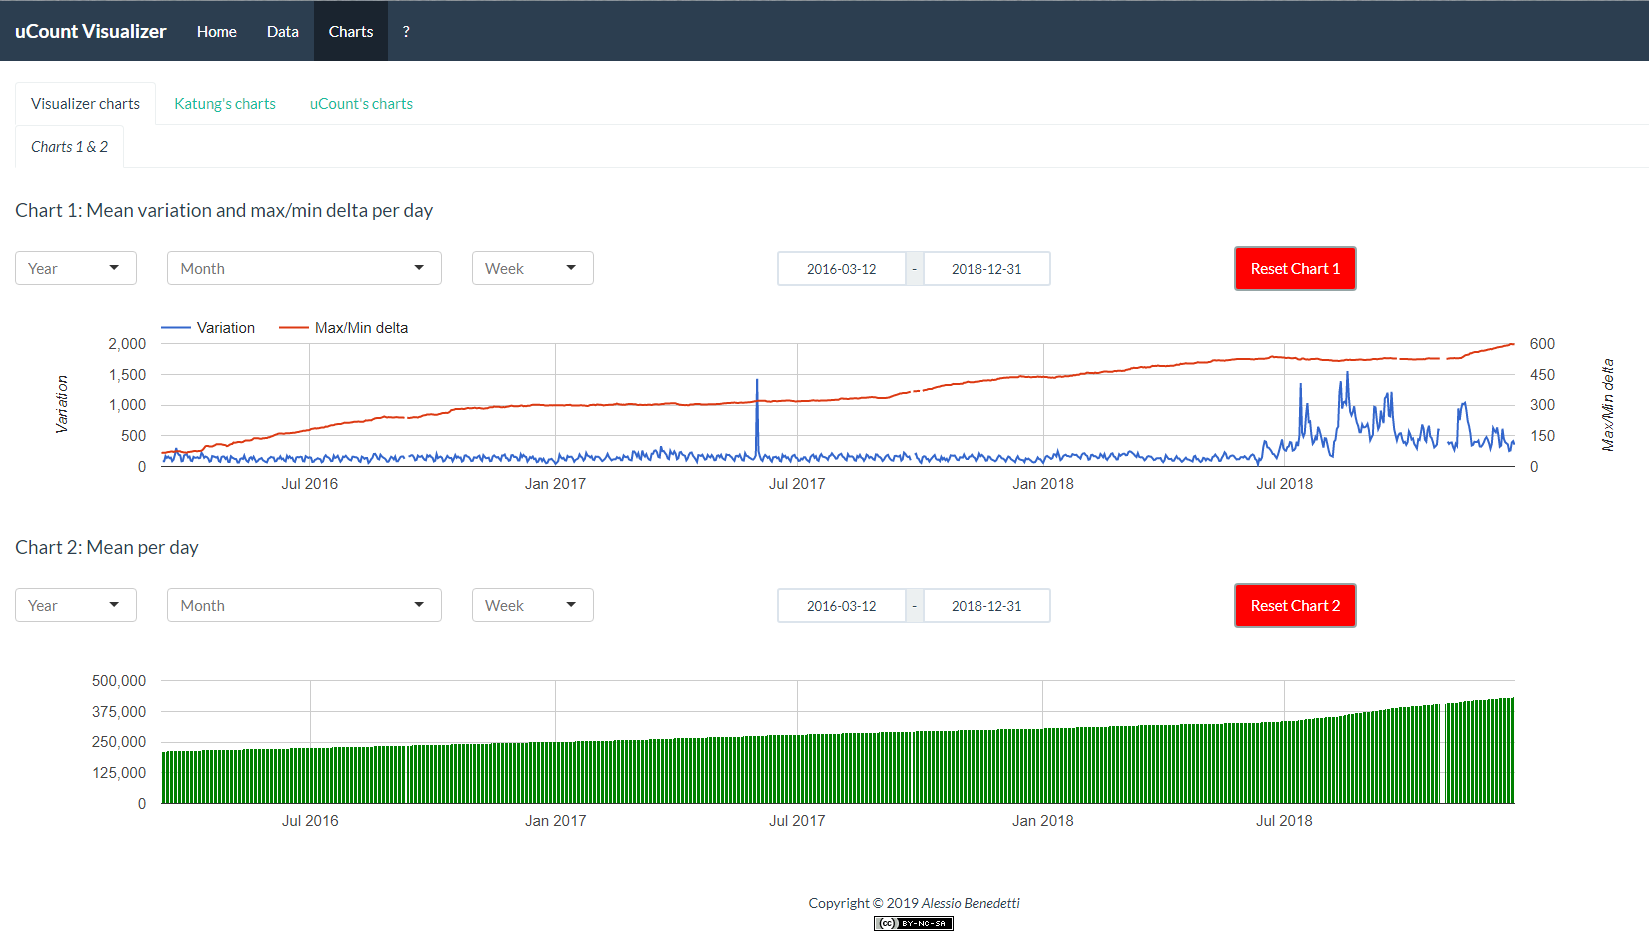 uCount Visualizer Home Data Charts ?
Visualizer charts Katung's charts uCount's charts
Charts 1 & 2
Chart 1: Mean variation and max/min delta per day
Year Month Week 2016-03-12 - 2018-12-31 Reset Chart 1
Variation Max/Min delta
2,000 600
1,500 450
1,000 300
500 150
0 0
Variation
Max/Min delta
Jul 2016 Jan 2017 Jul 2017 Jan 2018 Jul 2018
Chart 2: Mean per day
Year Month Week 2016-03-12 - 2018-12-31 Reset Chart 2
500,000
375,000
250,000
125,000
0
Jul 2016 Jan 2017 Jul 2017 Jan 2018 Jul 2018
Copyright © 2019 Alessio Benedetti
cc BY-NC-SA